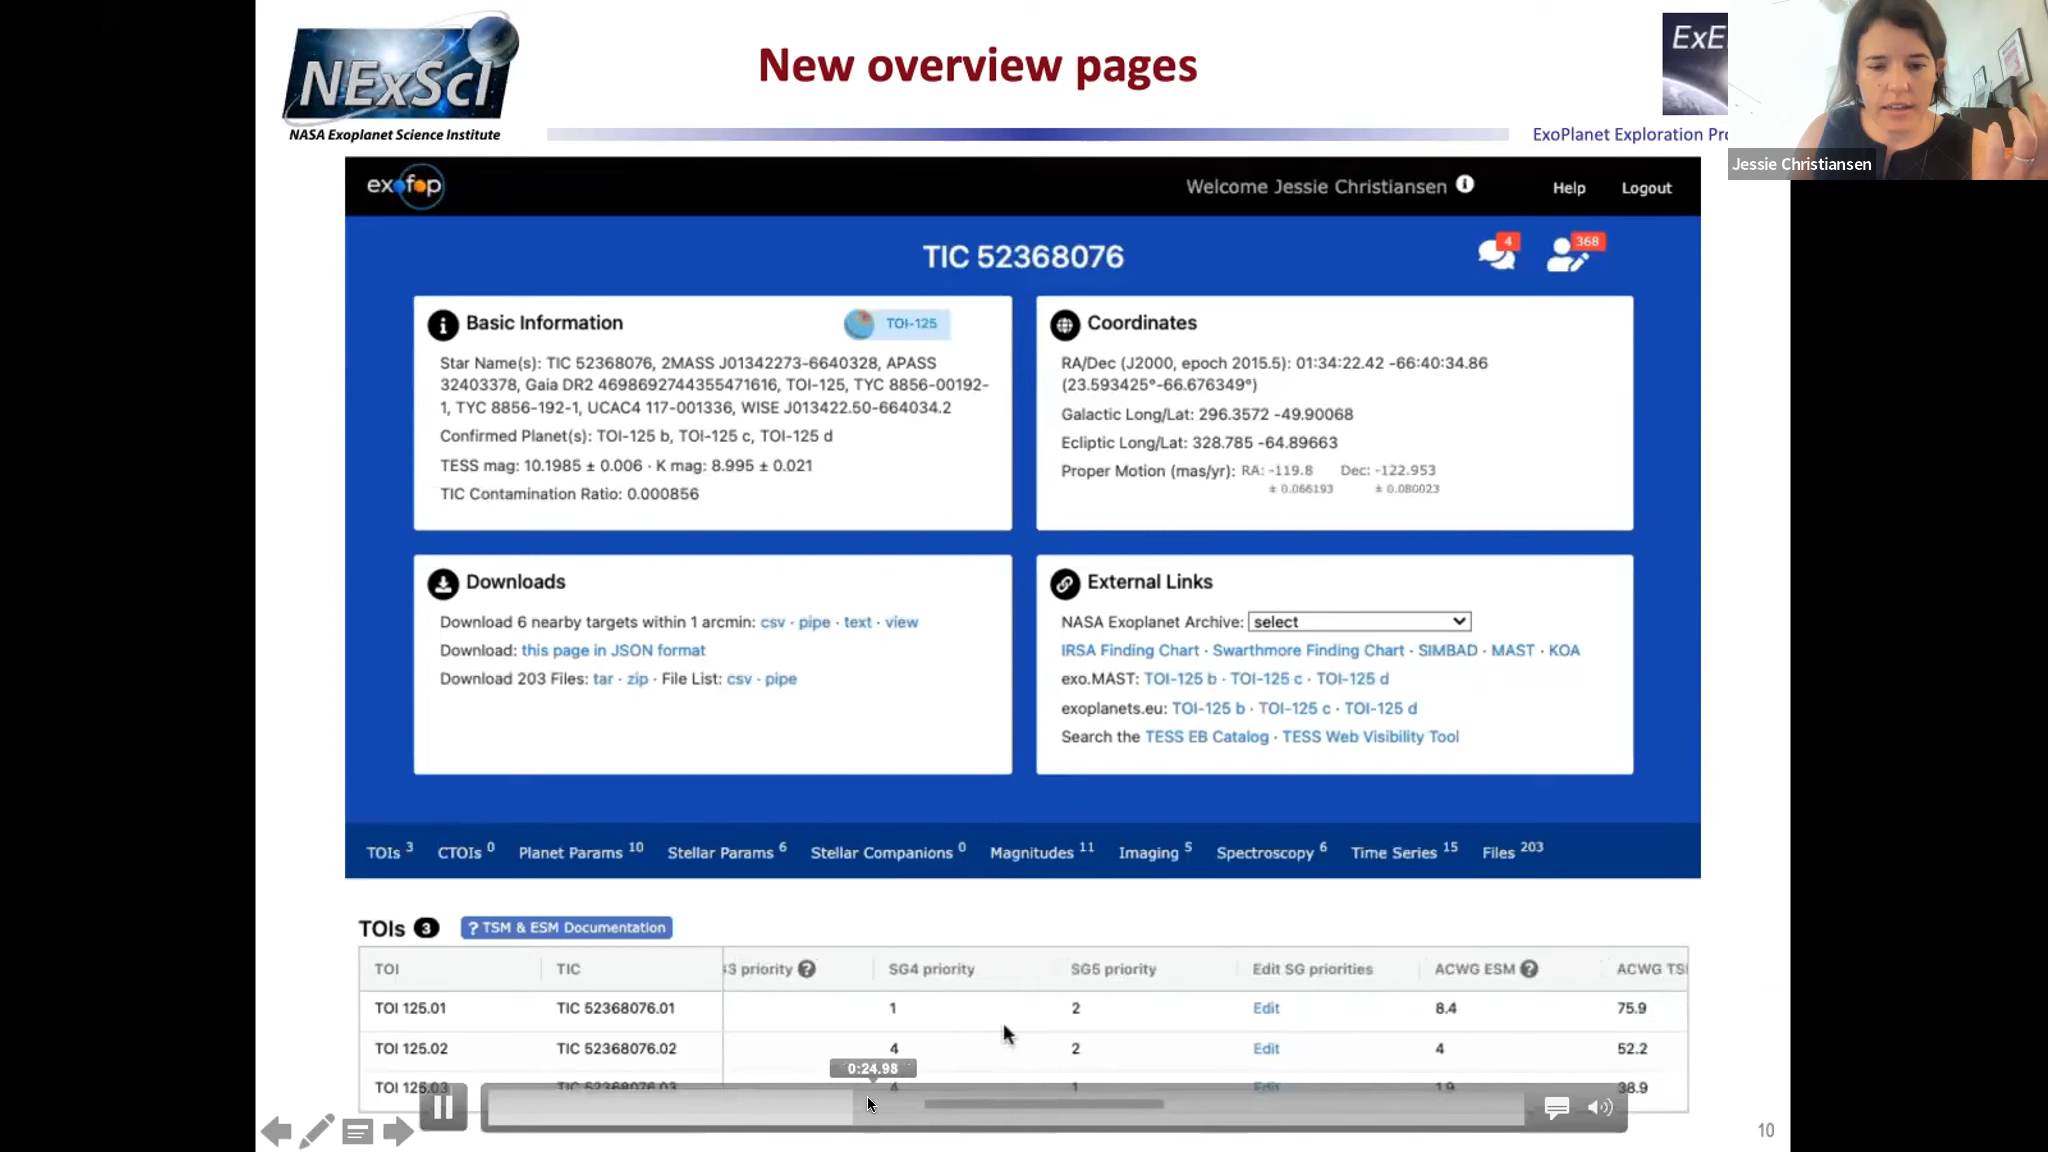 NExScI
NASA Exoplanet Science Institute
New overview pages
ExE
ExoPlanet Exploration Pr
Jessie Christiansen
exofop
Welcome Jessie Christiansen
Help
Logout
TIC 52368076
4
368
Basic Information
TOI-125
Star Name(s): TIC 52368076, 2MASS J01342273-6640328, APASS
32403378, Gaia DR2 4698692744355471616, TOI-125, TYC 8856-00192-
1, TYC 8856-192-1, UCAC4 117-001336, WISE J013422.50-664034.2
Confirmed Planet(s): TOI-125 b, TOI-125 c, TOI-125 d
TESS mag: 10.1985 ± 0.006 · K mag: 8.995 ± 0.021
TIC Contamination Ratio: 0.000856
Coordinates
RA/Dec (J2000, epoch 2015.5): 01:34:22.42 -66:40:34.86
(23.593425°-66.676349°)
Galactic Long/Lat: 296.3572 -49.90068
Ecliptic Long/Lat: 328.785 -64.89663
Proper Motion (mas/yr): RA: -119.8 Dec: -122.953
± 0.066193 ± 0.080023
Downloads
Download 6 nearby targets within 1 arcmin: csv · pipe · text · view
Download: this page in JSON format
Download 203 Files: tar · zip · File List: csv · pipe
External Links
NASA Exoplanet Archive: select
IRSA Finding Chart · Swarthmore Finding Chart · SIMBAD · MAST · KOA
exo.MAST: TOI-125 b · TOI-125 c · TOI-125 d
exoplanets.eu: TOI-125 b · TOI-125 c · TOI-125 d
Search the TESS EB Catalog · TESS Web Visibility Tool
TOIs 3 CTOIs 0 Planet Params 10 Stellar Params 6 Stellar Companions 0 Magnitudes 11 Imaging 5 Spectroscopy 6 Time Series 15 Files 203
TOIs 3 ? TSM & ESM Documentation
TOI TIC 3 priority ? SG4 priority SG5 priority Edit SG priorities ACWG ESM ? ACWG TS
TOI 125.01 TIC 52368076.01 1 2 Edit 8.4 75.9
TOI 125.02 TIC 52368076.02 4 2 Edit 4 52.2
TOI 125.03 TIC 52368076.03 4 1 Edit 1.9 38.9
0:24.98
10